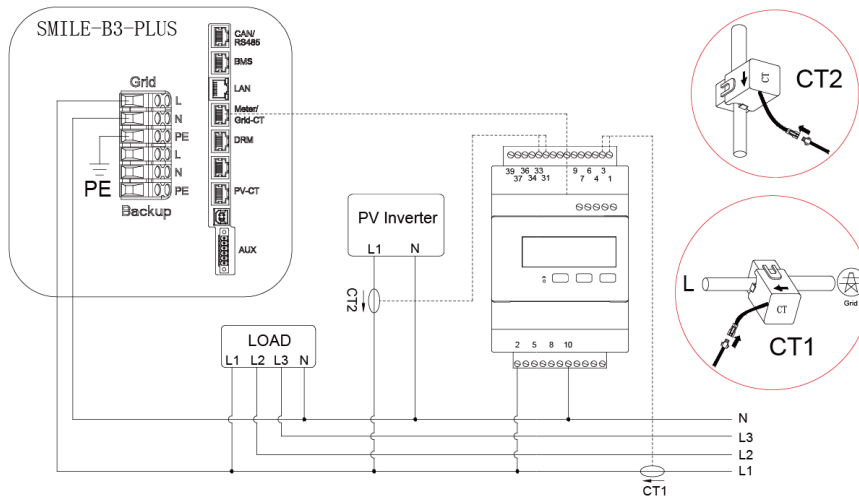 SMILE-B3-PLUS
CAN/
RS485
BMS
LAN
Meter/
Grid-CT
DRM
PV-CT
AUX
Grid
L
N
PE
L
N
PE
Backup
PE
PV Inverter
L1 N
CT2
LOAD
L1 L2 L3 N
39 36 33 9 6 3
37 34 31 7 4 1
2 5 8 10
N
L3
L2
L1
CT1
CT
CT2
L
CT
Grid
CT1